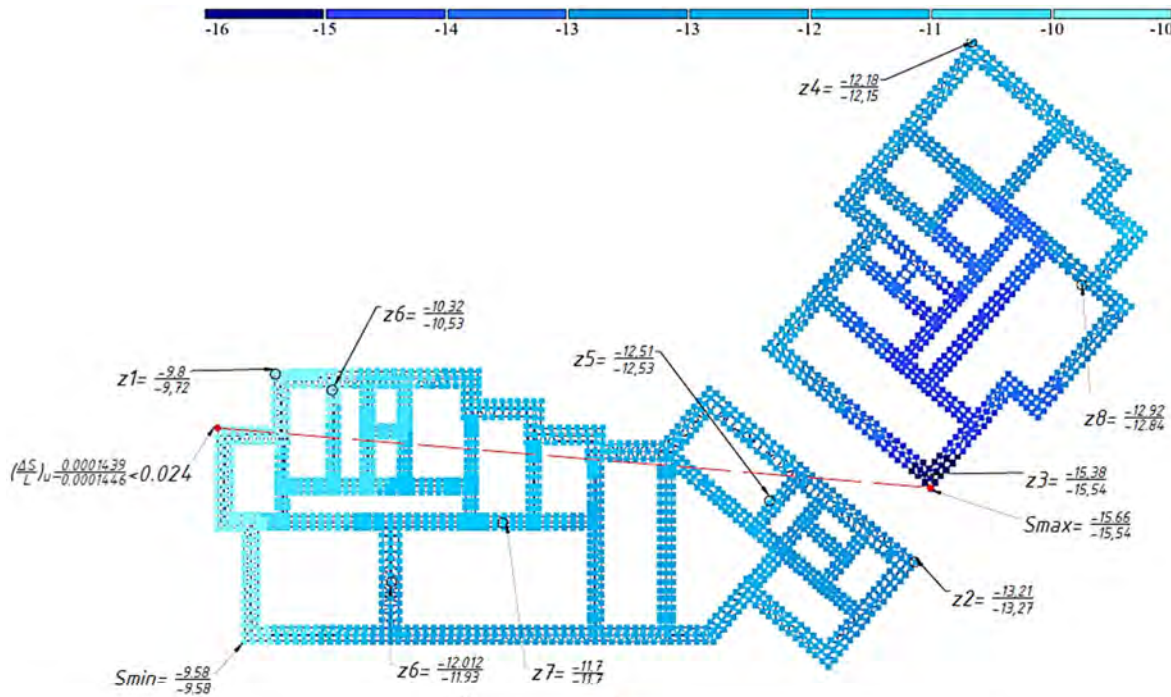 -16 -15 -14 -13 -13 -12 -11 -10 -10
z4= -12,18
-12,15
z6= -10,32
-10,53
z1= -9.8
-9,72
z5= -12,51
-12,53
z8= -12,92
-12.84
(ΔS/L)u= 0.0001439
0.0001446 <0.024
z3= -15,38
-15,54
Smax= -15.66
-15,54
z2= -13,21
-13,27
Smin= -9.58
-9.58
z6= -12.012
-11.93
z7= -11.7
-11.7